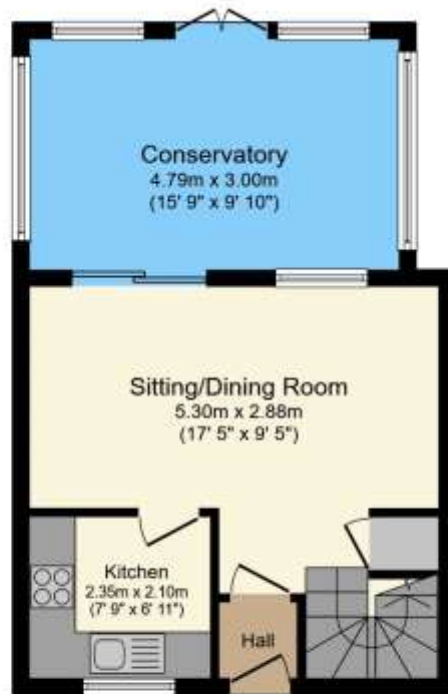 Conservatory
4.79m x 3.00m
(15' 9" x 9' 10")
Sitting/Dining Room
5.30m x 2.88m
(17' 5" x 9' 5")
Kitchen
2.35m x 2.10m
(7' 9" x 6' 11")
Hall